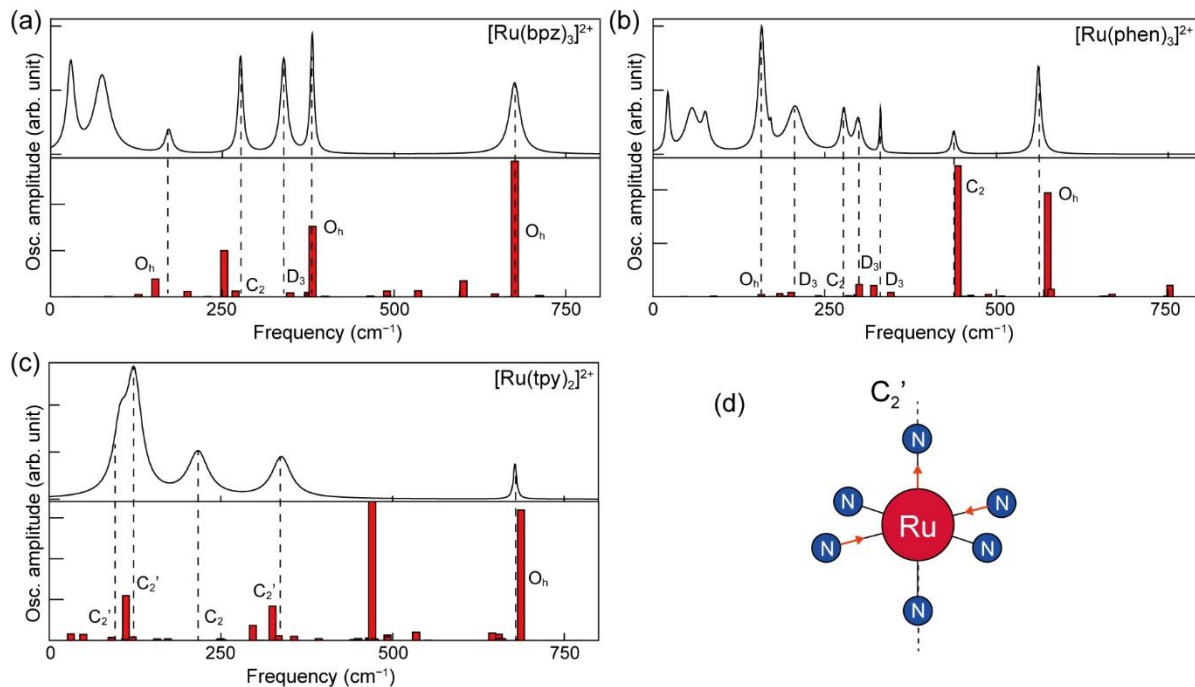 (a)
[Ru(bpz)₃]²⁺
Osc. amplitude (arb. unit)
Oₕ
C₂
D₃
Oₕ
Oₕ
0
250
500
750
Frequency (cm⁻¹)
(b)
[Ru(phen)₃]²⁺
Osc. amplitude (arb. unit)
Oₕ
D₃
C₂
D₃
D₃
C₂
Oₕ
250
500
750
Frequency (cm⁻¹)
(c)
[Ru(tpy)₂]²⁺
Osc. amplitude (arb. unit)
C₂’
C₂’
C₂
C₂’
Oₕ
0
250
500
750
Frequency (cm⁻¹)
(d)
C₂’
N
N
N
Ru
N
N
N